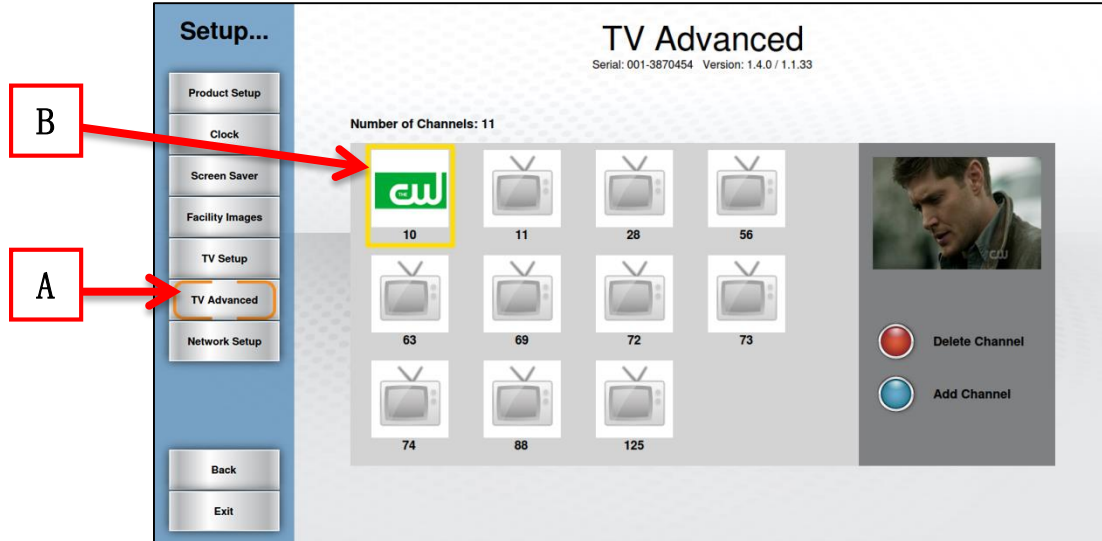 Setup...
Product Setup
Clock
Screen Saver
Facility Images
TV Setup
TV Advanced
Network Setup
Back
Exit
B
A
TV Advanced
Serial: 001-3870454 Version: 1.4.0 / 1.1.33
Number of Channels: 11
THE CW
10 11 28 56
63 69 72 73
74 88 125
CW
Delete Channel
Add Channel